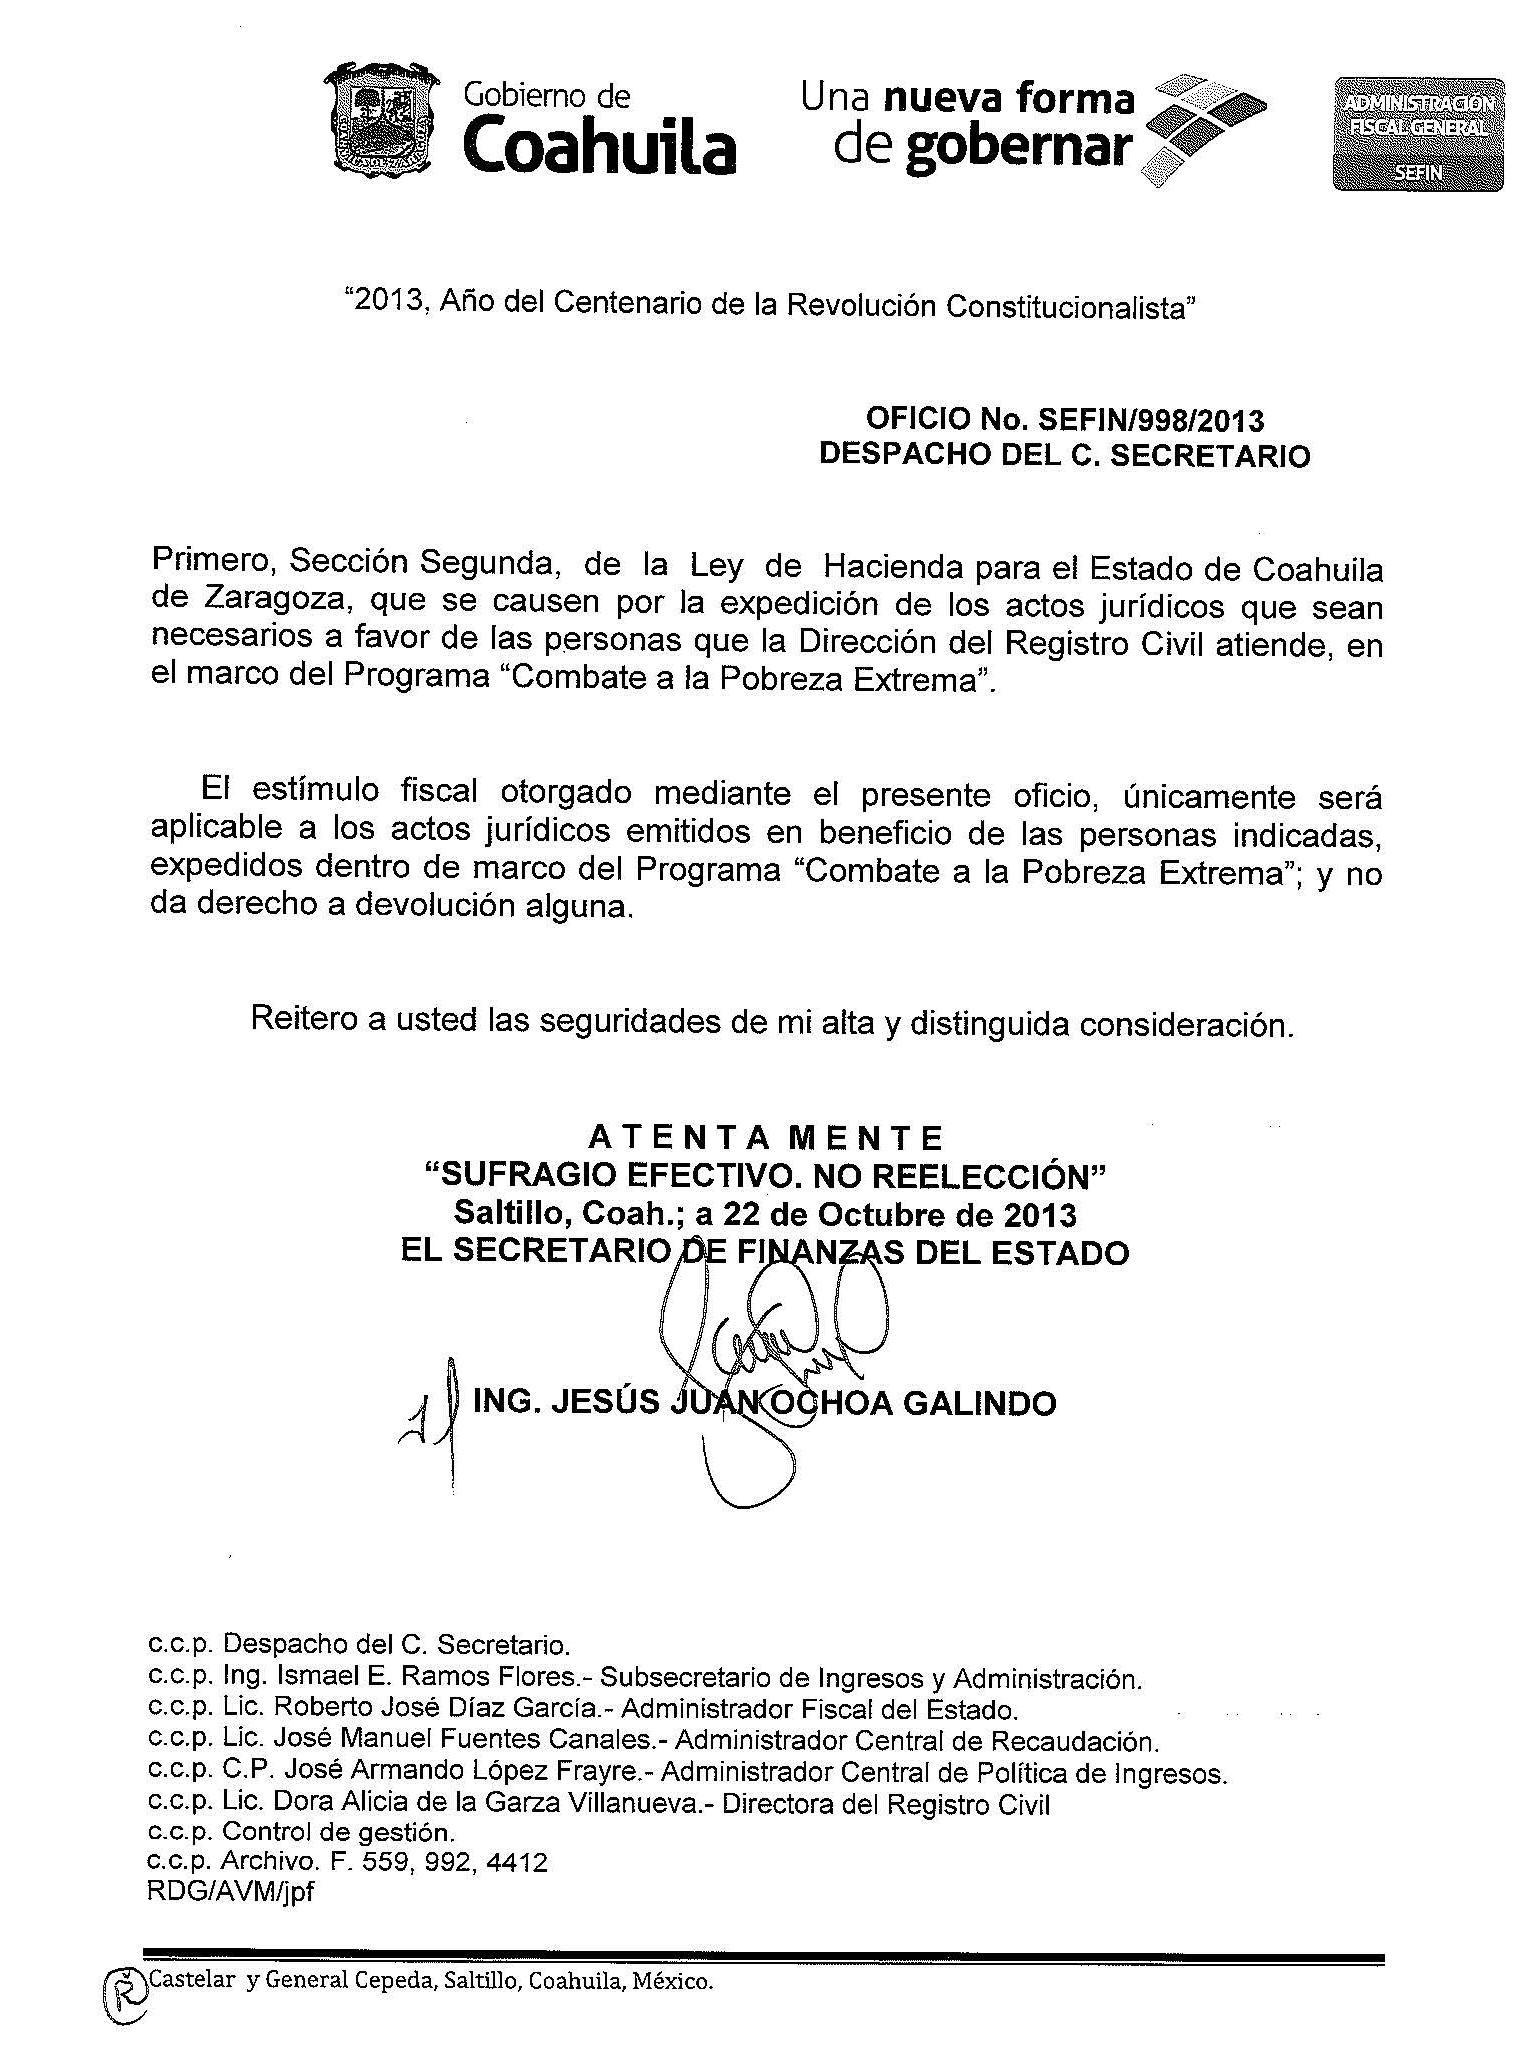 Gobierno de
Coahuila
Una nueva forma
de gobernar
ADMINISTRACIÓN
FISCAL GENERAL
SEFIN
“2013, Año del Centenario de la Revolución Constitucionalista”
OFICIO No. SEFIN/998/2013
DESPACHO DEL C. SECRETARIO
Primero, Sección Segunda, de la Ley de Hacienda para el Estado de Coahuila
de Zaragoza, que se causen por la expedición de los actos jurídicos que sean
necesarios a favor de las personas que la Dirección del Registro Civil atiende, en
el marco del Programa “Combate a la Pobreza Extrema”.
El estímulo fiscal otorgado mediante el presente oficio, únicamente será
aplicable a los actos jurídicos emitidos en beneficio de las personas indicadas,
expedidos dentro de marco del Programa “Combate a la Pobreza Extrema”; y no
da derecho a devolución alguna.
Reitero a usted las seguridades de mi alta y distinguida consideración.
A T E N T A M E N T E
“SUFRAGIO EFECTIVO. NO REELECCIÓN”
Saltillo, Coah.; a 22 de Octubre de 2013
EL SECRETARIO DE FINANZAS DEL ESTADO
ING. JESÚS JUAN OCHOA GALINDO
c.c.p. Despacho del C. Secretario.
c.c.p. Ing. Ismael E. Ramos Flores.- Subsecretario de Ingresos y Administración.
c.c.p. Lic. Roberto José Díaz García.- Administrador Fiscal del Estado.
c.c.p. Lic. José Manuel Fuentes Canales.- Administrador Central de Recaudación.
c.c.p. C.P. José Armando López Frayre.- Administrador Central de Política de Ingresos.
c.c.p. Lic. Dora Alicia de la Garza Villanueva.- Directora del Registro Civil
c.c.p. Control de gestión.
c.c.p. Archivo. F. 559, 992, 4412
RDG/AVM/jpf
Castelar y General Cepeda, Saltillo, Coahuila, México.